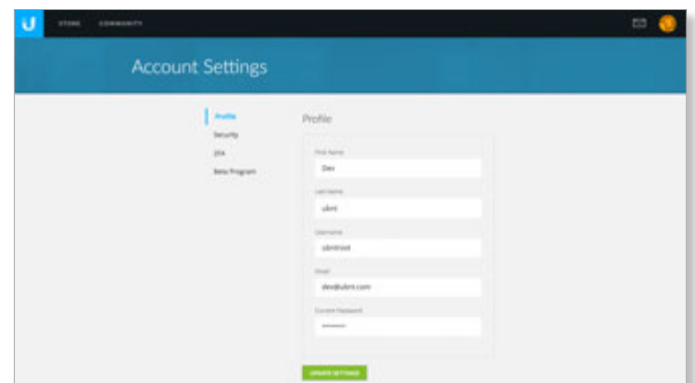 U
STORE COMMUNITY
Account Settings
Profile
Security
2FA
Beta Program
Profile
First Name
Dev
Last Name
ubnt
Username
ubntroot
Email
dev@ubnt.com
Current Password
UPDATE SETTINGS